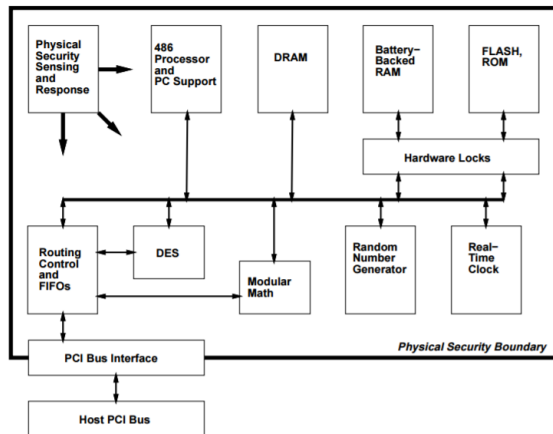 Physical
Security
Sensing
and
Response
486
Processor
and
PC Support
DRAM
Battery–
Backed
RAM
FLASH,
ROM
Hardware Locks
Routing
Control
and
FIFOs
DES
Modular
Math
Random
Number
Generator
Real–
Time
Clock
Physical Security Boundary
PCI Bus Interface
Host PCI Bus